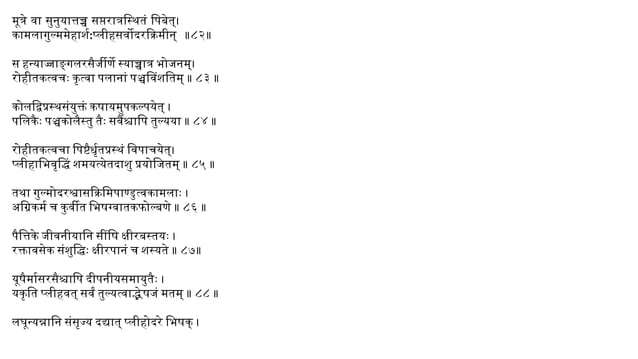 मूत्रे वा सुनुयात्तच्च सप्तरात्रस्थितं पिबेत्।
कामलागुल्ममेहार्शःप्लीहसर्वोदरक्रिमीन् ॥८२॥
स हन्याज्जाङ्गलरसैर्जीर्णे स्याच्चात्र भोजनम्।
रोहीतकत्वचः कृत्वा पलानां पञ्चविंशतिम् ॥ ८३ ॥
कोलद्विप्रस्थसंयुक्तं कषायमुपकल्पयेत् ।
पलिकैः पञ्चकोलैस्तु तैः सर्वैश्चापि तुल्यया ॥ ८४ ॥
रोहीतकत्वचा पिष्टैर्घृतप्रस्थं विपाचयेत्।
प्लीहाभिवृद्धिं शमयत्येतदाशु प्रयोजितम् ॥ ८५ ॥
तथा गुल्मोदरश्वासक्रिमिपाण्डुत्वकामलाः ।
अग्निकर्म च कुर्वीत भिषग्वातकफोल्बणे ॥ ८६ ॥
पैत्तिके जीवनीयानि सर्पींषि क्षीरबस्तयः ।
रक्तावसेक संशुद्धिः क्षीरपानं च शस्यते ॥ ८७॥
यूषैर्मांसरसैश्चापि दीपनीयसमायुतैः ।
यकृति प्लीहवत् सर्वं तुल्यत्वाद्भेषजं मतम् ॥ ८८ ॥
लघून्यन्नानि संसृज्य दद्यात् प्लीहोदरे भिषक् ।